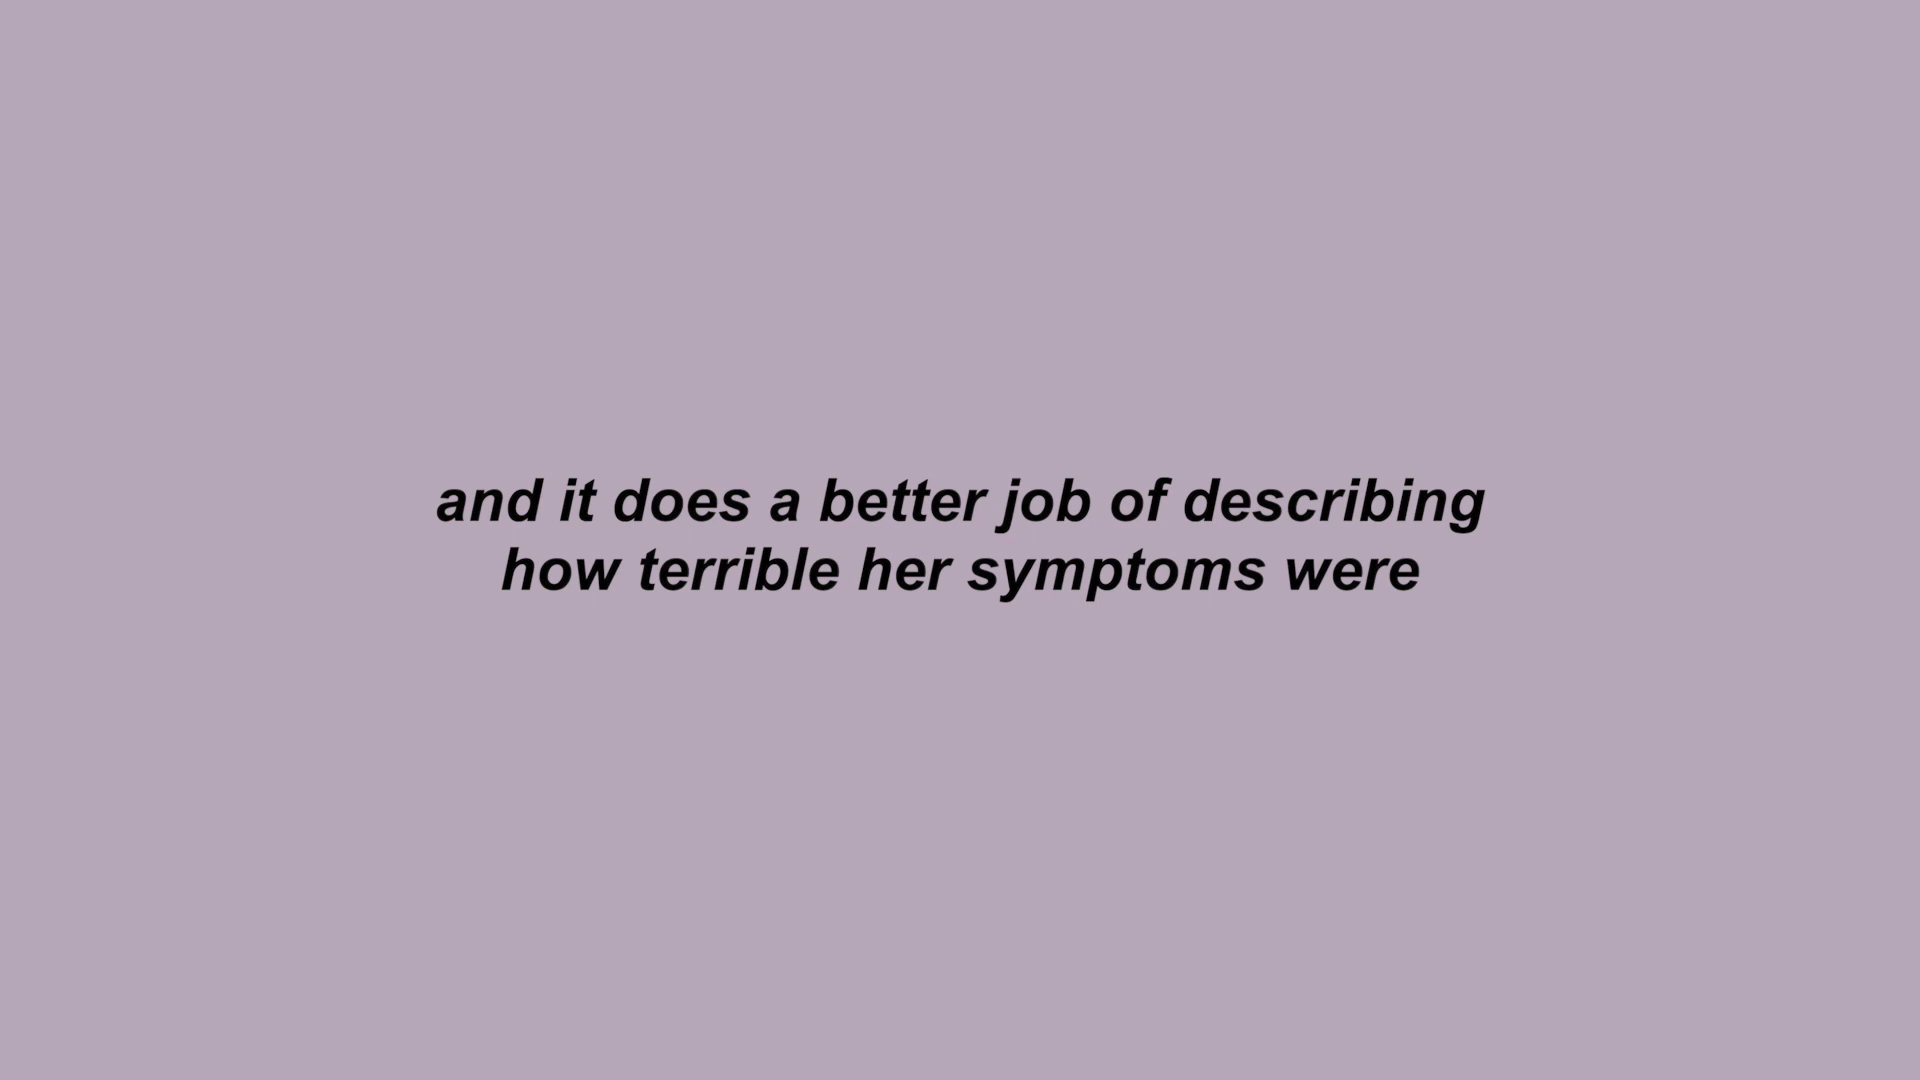 and it does a better job of describing
how terrible her symptoms were